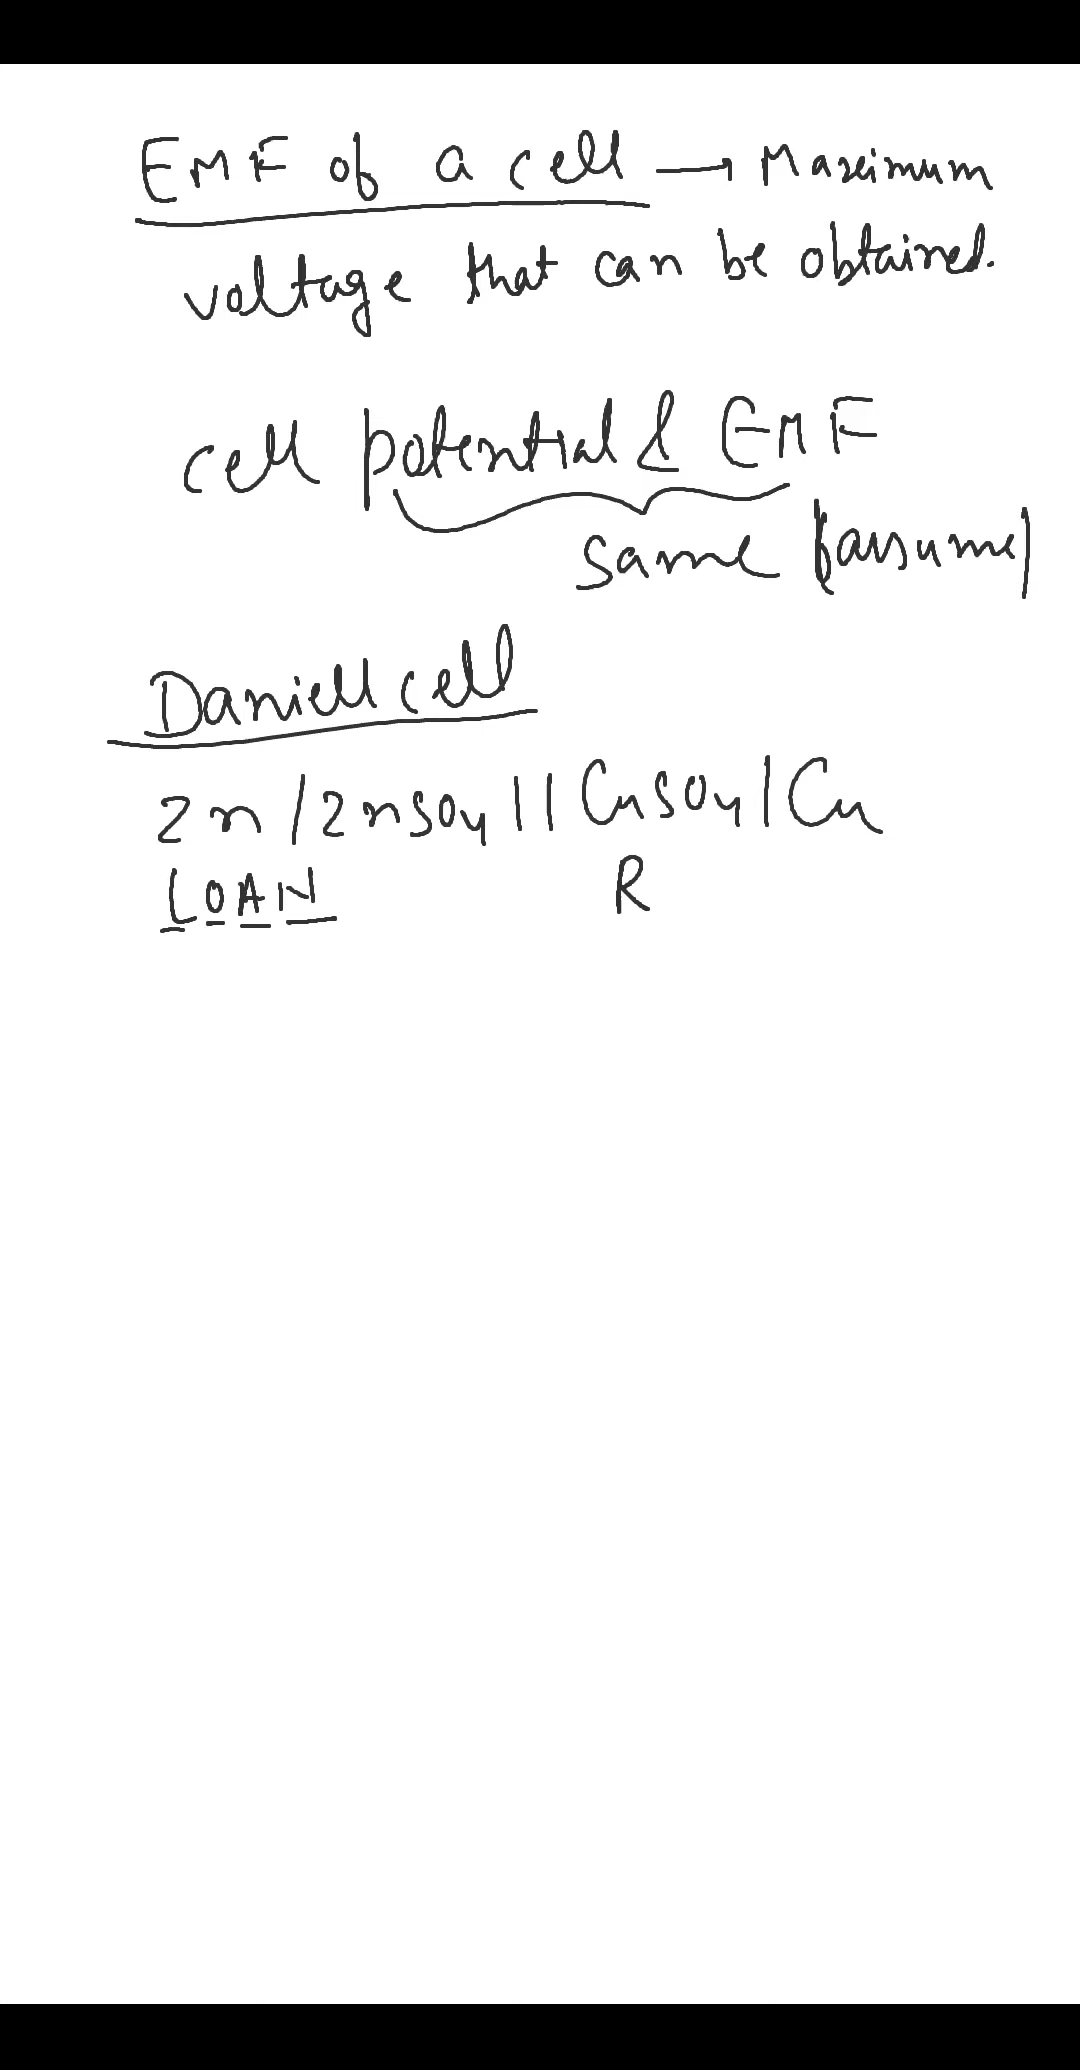 EMF of a cell → Maximum
voltage that can be obtained.
cell potential & EMF
same (assume)
Daniell cell
Zn/ZnSO4||CuSO4|Cu
LOAN R